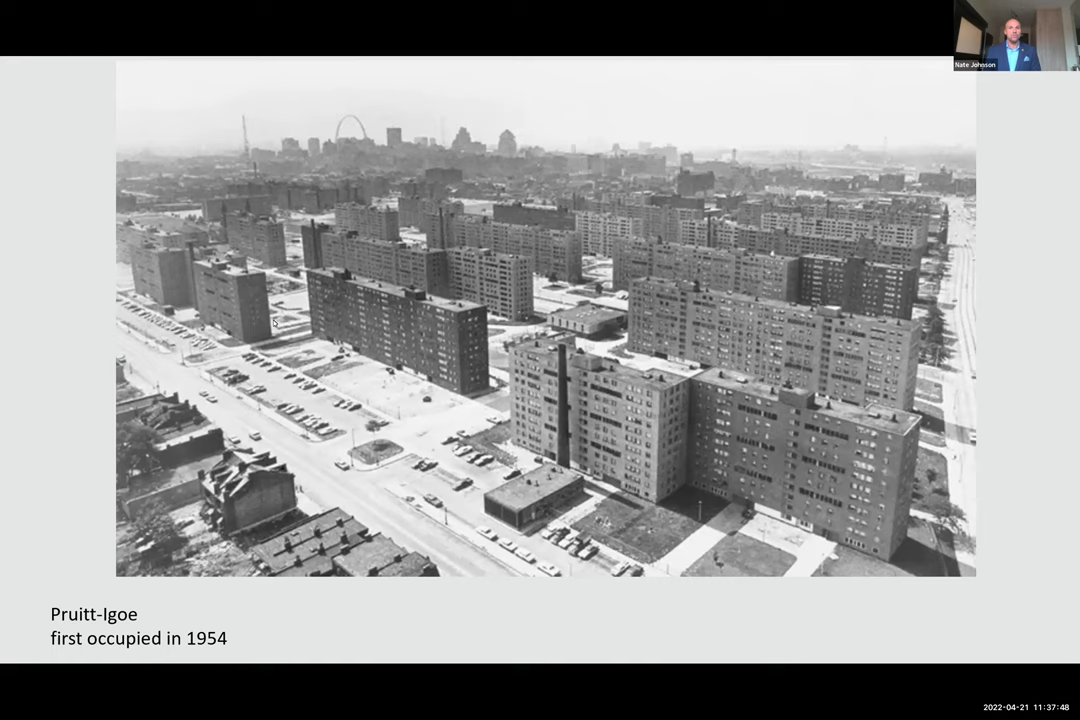 Nate Johnson
Pruitt-Igoe
first occupied in 1954
2022-04-21 11:37:48